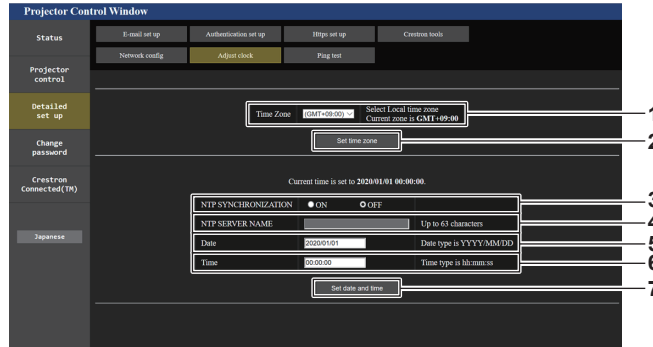 Projector Control Window
Status
E-mail set up
Authentication set up
Https set up
Crestron tools
Network config
Adjust clock
Ping test
Projector
control
Detailed
set up
Change
password
Crestron
Connected(TM)
Japanese
Time Zone
(GMT+09:00)
Select Local time zone
Current zone is GMT+09:00
1
Set time zone
2
Current time is set to 2020/01/01 00:00:00.
NTP SYNCHRONIZATION
ON
OFF
3
NTP SERVER NAME
Up to 63 characters
4
Date
2020/01/01
Date type is YYYY/MM/DD
5
Time
00:00:00
Time type is hh:mm:ss
6
Set date and time
7